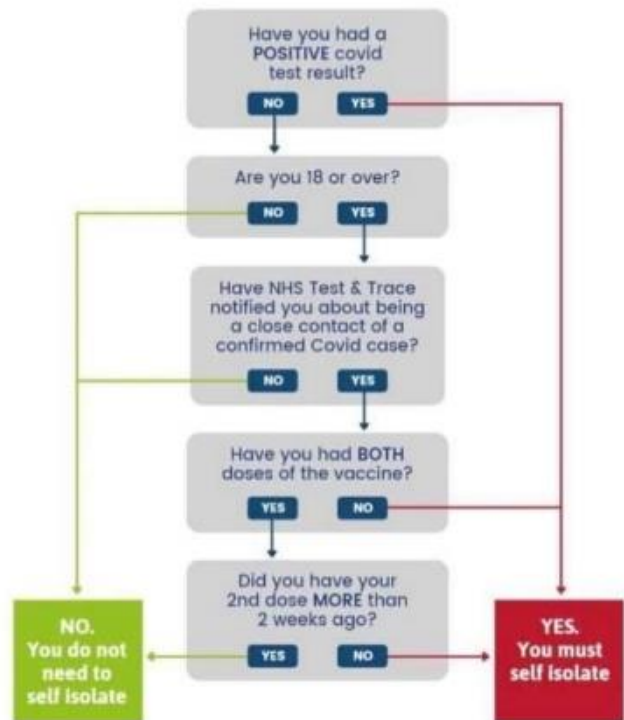 Have you had a
POSITIVE covid
test result?
NO YES
Are you 18 or over?
NO YES
Have NHS Test & Trace
notified you about being
a close contact of a
confirmed Covid case?
NO YES
Have you had BOTH
doses of the vaccine?
YES NO
Did you have your
2nd dose MORE than
2 weeks ago?
YES NO
NO.
You do not
need to
self isolate
YES.
You must
self isolate